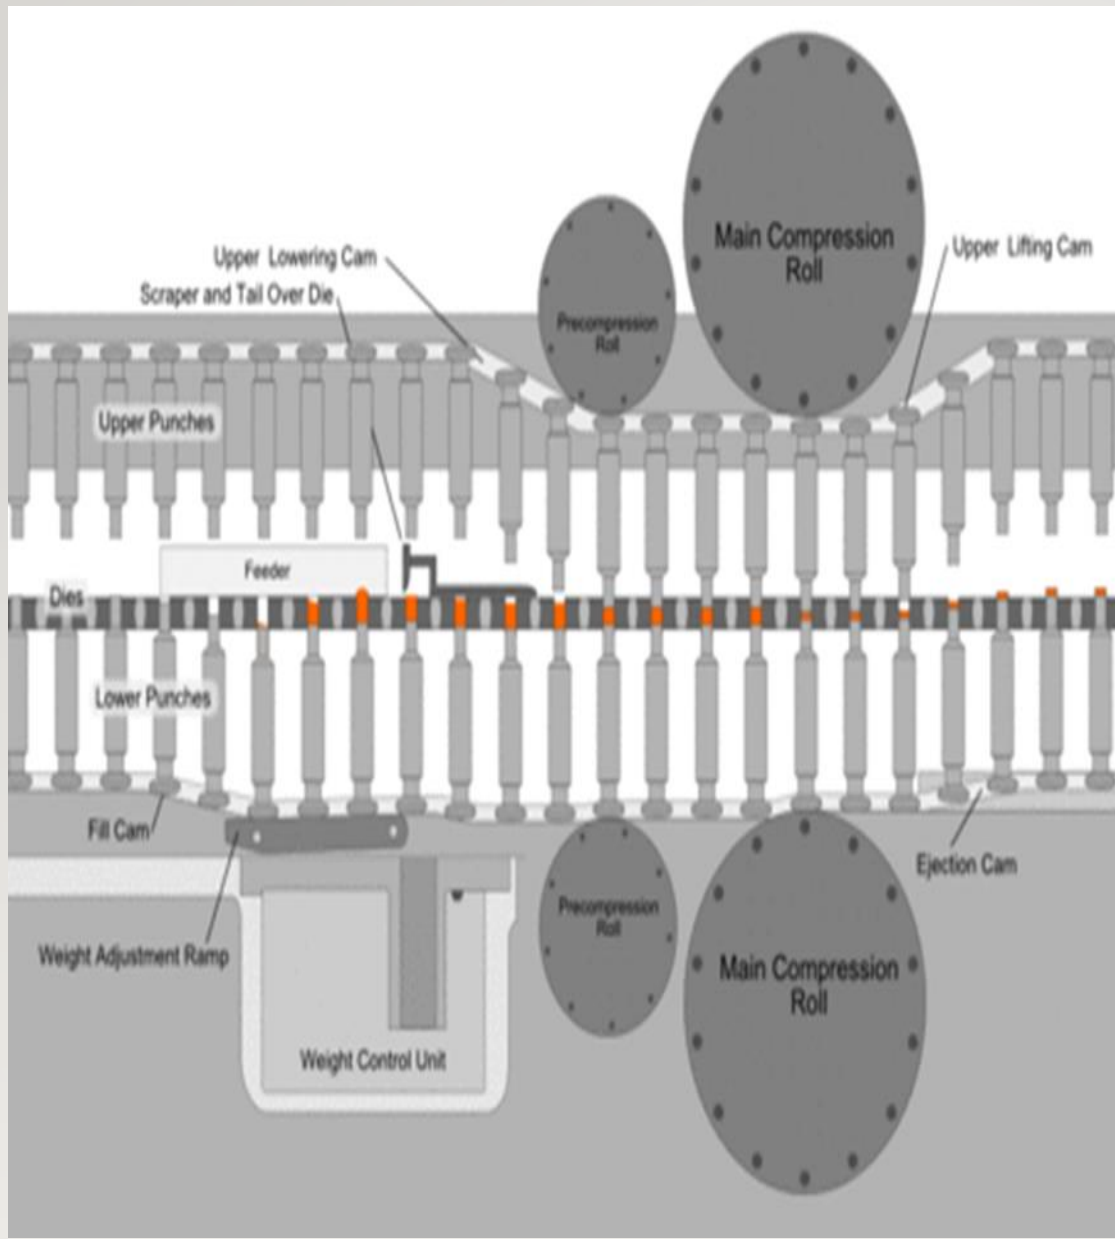 Main Compression
Roll
Upper Lowering Cam
Upper Lifting Cam
Scraper and Tail Over Die
Precompression
Roll
Upper Punches
Feeder
Dies
Lower Punches
Fill Cam
Ejection Cam
Precompression
Roll
Weight Adjustment Ramp
Main Compression
Roll
Weight Control Unit